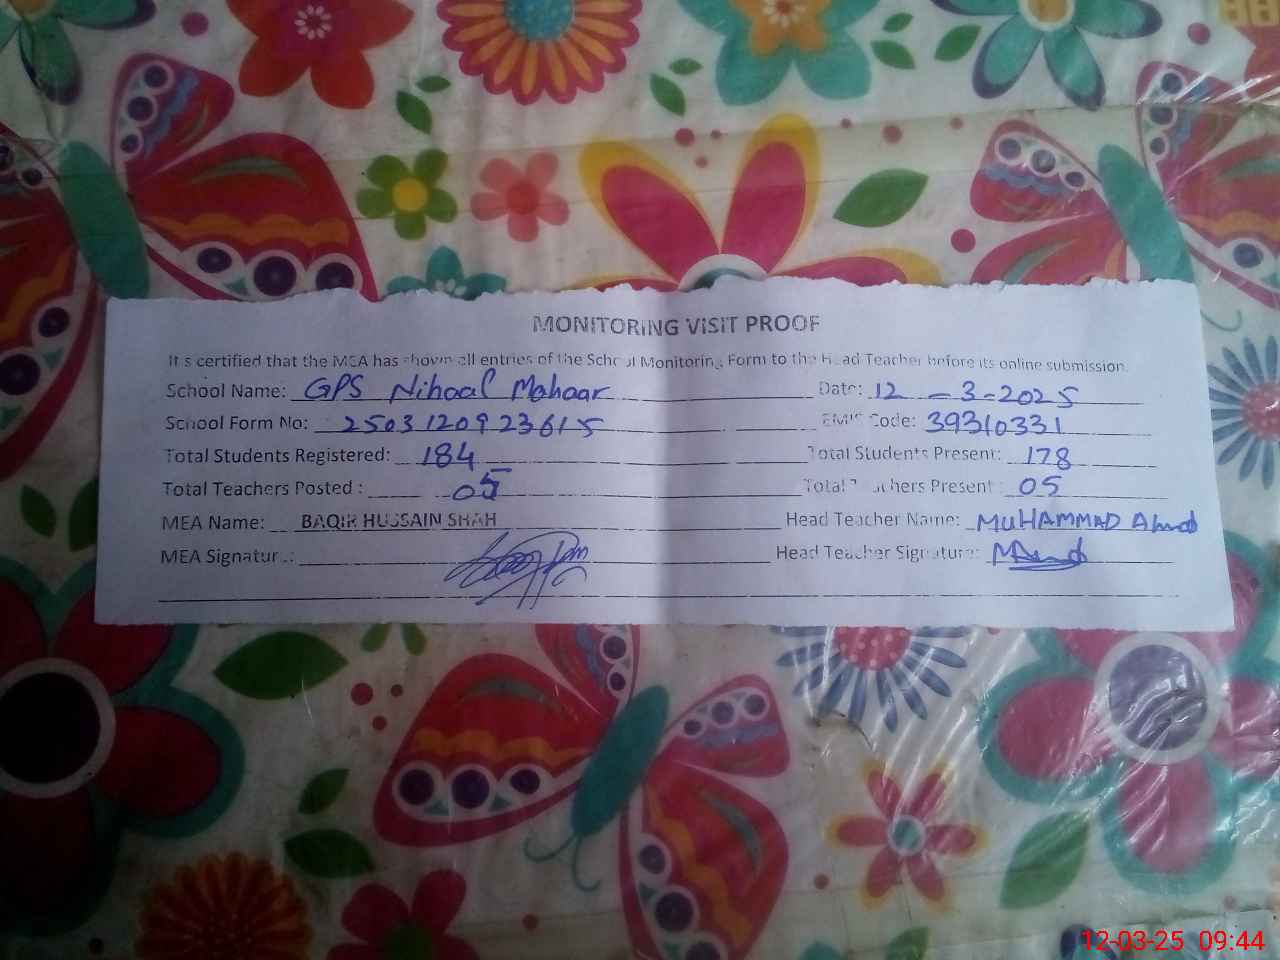 MONITORING VISIT PROOF
It is certified that the MEA has shown all entries of the School Monitoring Form to the Head Teacher before its online submission.
School Name: GPS Nihaal Mahaar Date: 12-3-2025
School Form No: 25031209 23615 EMIS Code: 39310331
Total Students Registered: 184 Total Students Present: 178
Total Teachers Posted : 05 Total Teachers Present : 05
MEA Name: BAQIR HUSSAIN SHAH Head Teacher Name: MUHAMMAD Ahmad
MEA Signature: Head Teacher Signature:
12-03-25 09:44